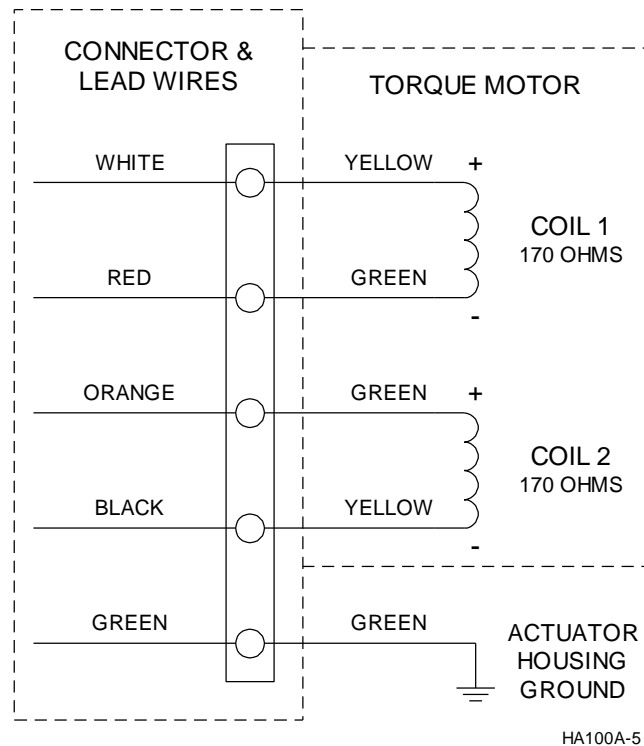 CONNECTOR &
LEAD WIRES
TORQUE MOTOR
WHITE
YELLOW
+
COIL 1
170 OHMS
RED
GREEN
-
ORANGE
GREEN
+
COIL 2
170 OHMS
BLACK
YELLOW
-
GREEN
GREEN
ACTUATOR
HOUSING
GROUND
HA100A-5